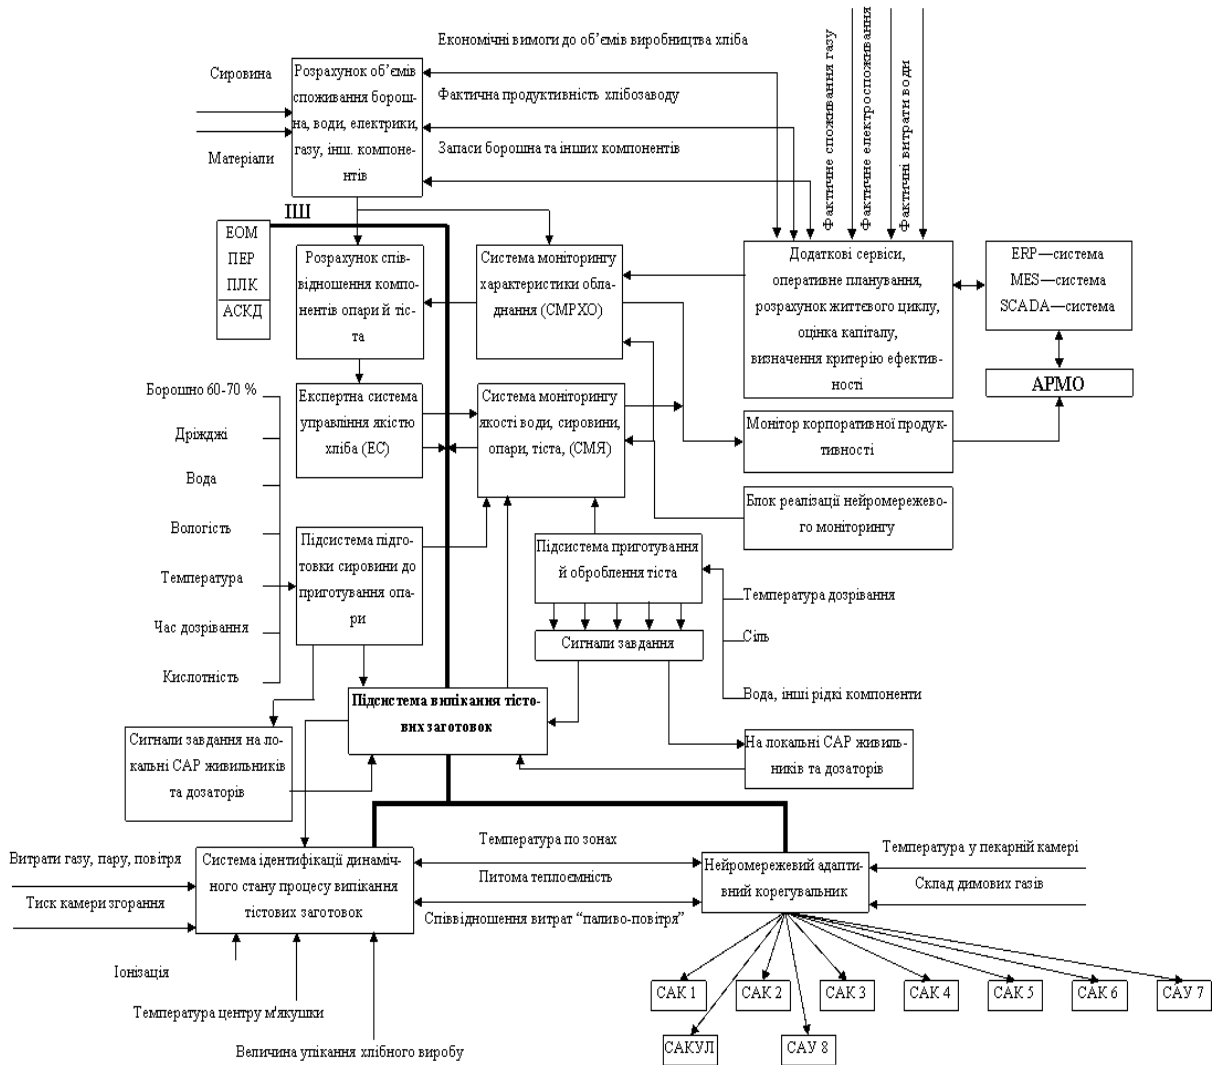 Економічні вимоги до об’ємів виробництва хліба
Сировина
Розрахунок об’ємів
споживання борош-
на, води, електрики,
газу, інш. компоне-
нтів
Фактична продуктивність хлібозаводу
Матеріали
Запаси борошна та інших компонентів
Фактичне споживання газу
Фактичне електроспоживання
Фактичні витрати води
ПШ
ЕОМ
ПЕР
ПЛК
АСКД
Розрахунок спів-
відношення компо-
нентів опари й тіс-
та
Система моніторингу
характеристики обла-
днання (СМРХО)
Додаткові сервіси,
оперативне планування,
розрахунок життєвого циклу,
оцінка капіталу,
визначення критерію ефектив-
ності
ERP—система
MES—система
SCADA—система
АРМО
Борошно 60-70 %
Дріжджі
Вода
Вологість
Температура
Час дозрівання
Кислотність
Експертна система
управління якістю
хліба (ЕС)
Система моніторингу
якості води, сировини,
опари, тіста, (СМЯ)
Монітор корпоративної продук-
тивності
Блок реалізації нейромережево-
го моніторингу
Підсистема підго-
товки сировини до
приготування опа-
ри
Підсистема приготування
й оброблення тіста
Температура дозрівання
Сіль
Вода, інші рідкі компоненти
Сигнали завдання
Підсистема випікання тісто-
вих заготовок
Сигнали завдання на ло-
кальні САР живильників
та дозаторів
На локальні САР живиль-
ників та дозаторів
Витрати газу, пару, повітря
Тиск камери згорання
Система ідентифікації динаміч-
ного стану процесу випікання
тістових заготовок
Температура по зонах
Питома теплоємність
Співвідношення витрат “паливо-повітря”
Нейромережевий адапти-
вний корегувальник
Температура у пекарній камері
Склад димових газів
Іонізація
Температура центру м'якушки
Величина упікання хлібного виробу
САК 1
САК 2
САК 3
САК 4
САК 5
САК 6
САУ 7
САКУЛ
САУ 8